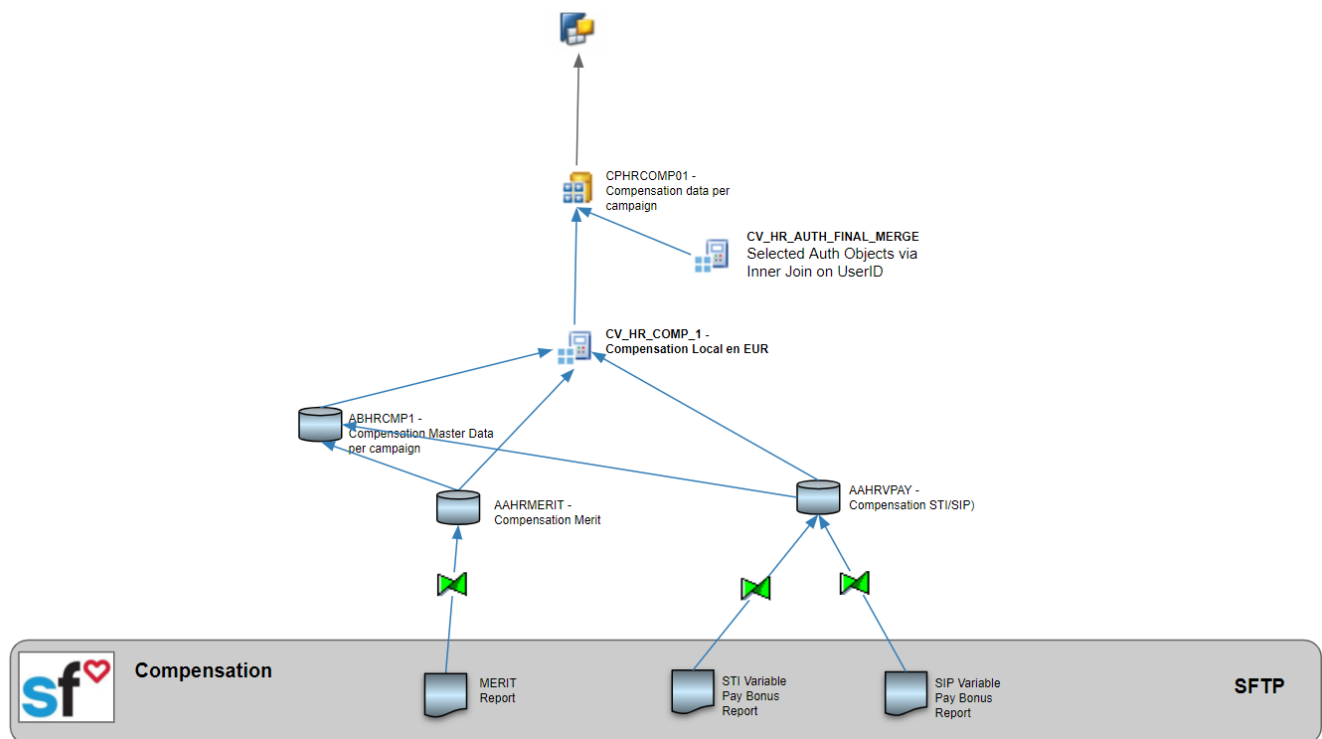 CPHRCOMP01 -
Compensation data per
campaign
CV_HR_AUTH_FINAL_MERGE
Selected Auth Objects via
Inner Join on UserID
CV_HR_COMP_1 -
Compensation Local en EUR
ABHRCMP1 -
Compensation Master Data
per campaign
AAHRMERIT -
Compensation Merit
AAHRVPAY -
Compensation STI/SIP)
sf
Compensation
MERIT
Report
STI Variable
Pay Bonus
Report
SIP Variable
Pay Bonus
Report
SFTP